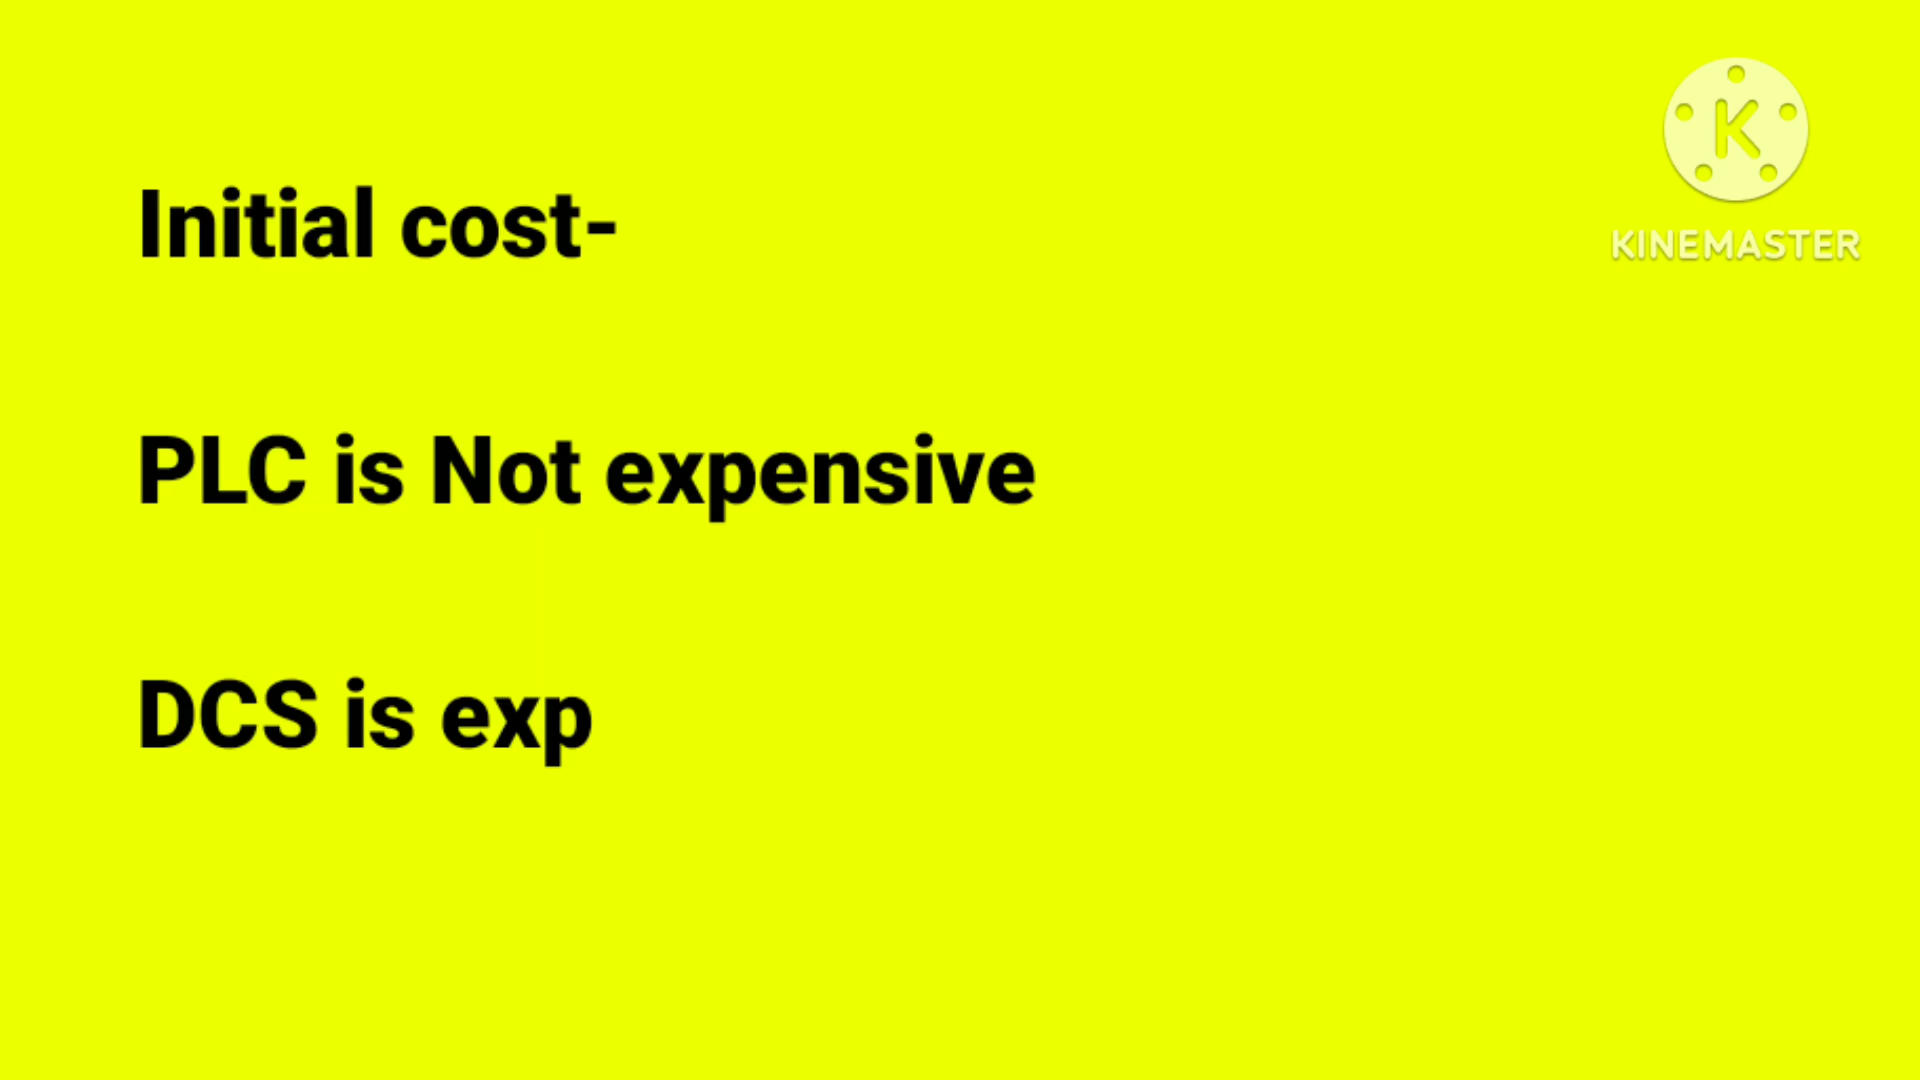 Initial cost-
PLC is Not expensive
DCS is exp
K
KINEMASTER